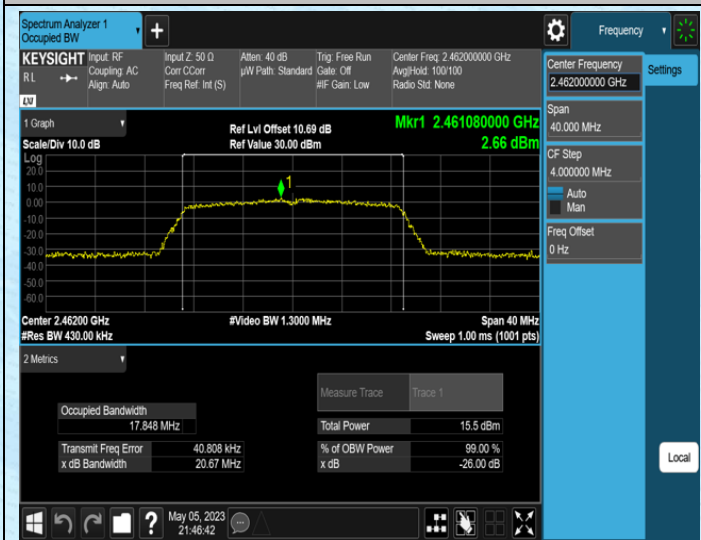 Spectrum Analyzer 1
Occupied BW
Frequency
KEYSIGHT
R L
LXI
Input: RF
Coupling: AC
Align: Auto
Input Z: 50 Ω
Corr CCorr
Freq Ref: Int (S)
Atten: 40 dB
µW Path: Standard
Trig: Free Run
Gate: Off
#IF Gain: Low
Center Freq: 2.462000000 GHz
Avg|Hold: 100/100
Radio Std: None
1 Graph
Scale/Div 10.0 dB
Ref Lvl Offset 10.69 dB
Ref Value 30.00 dBm
Mkr1 2.461080000 GHz
2.66 dBm
Log
20.0
10.0
0.00
-10.0
-20.0
-30.0
-40.0
-50.0
-60.0
1
Center 2.46200 GHz
#Res BW 430.00 kHz
#Video BW 1.3000 MHz
Span 40 MHz
Sweep 1.00 ms (1001 pts)
2 Metrics
Measure Trace
Trace 1
Occupied Bandwidth
17.848 MHz
Total Power
15.5 dBm
Transmit Freq Error
40.808 kHz
% of OBW Power
99.00 %
x dB Bandwidth
20.67 MHz
x dB
-26.00 dB
May 05, 2023
21:46:42
Center Frequency
2.462000000 GHz
Settings
Span
40.000 MHz
CF Step
4.000000 MHz
Auto
Man
Freq Offset
0 Hz
Local